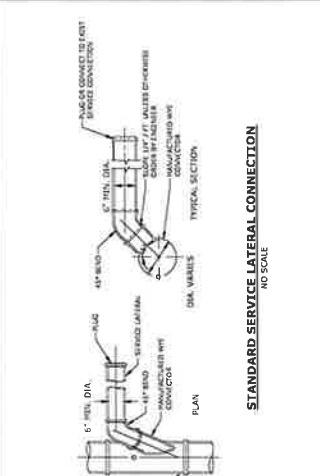 PLUG OR CONNECT TO EXIST
SERVICE CONNECTION
6" MIN. DIA.
SLOPE 1/4" / FT. UNLESS OTHERWISE
ORDER BY ENGINEER
MANUFACTURED WYE
CONNECTOR
45° BEND
DIA. VARIES
TYPICAL SECTION
PLUG
SERVICE LATERAL
6" MIN. DIA.
45° BEND
MANUFACTURED WYE
CONNECTOR
PLAN
STANDARD SERVICE LATERAL CONNECTION
NO SCALE